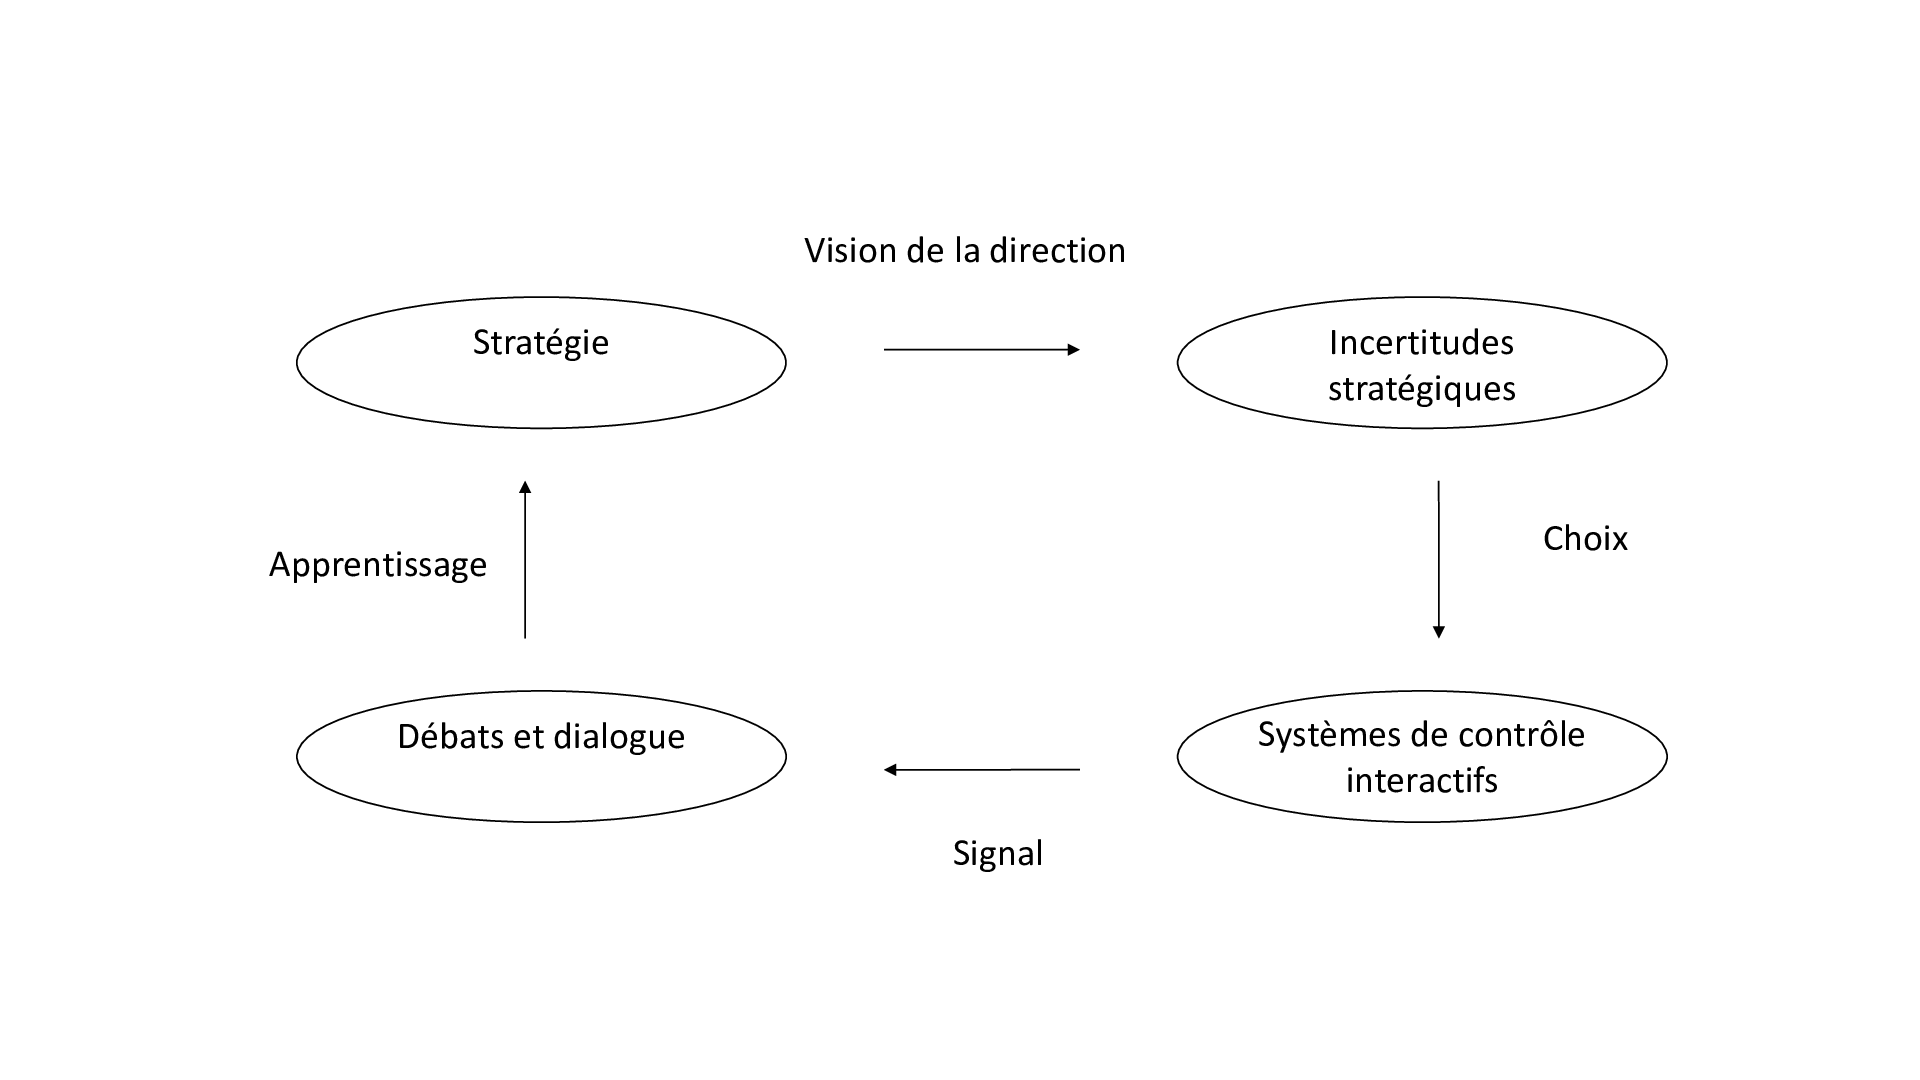 Vision de la direction
Stratégie
Incertitudes
stratégiques
Apprentissage
Choix
Débats et dialogue
Systèmes de contrôle
interactifs
Signal